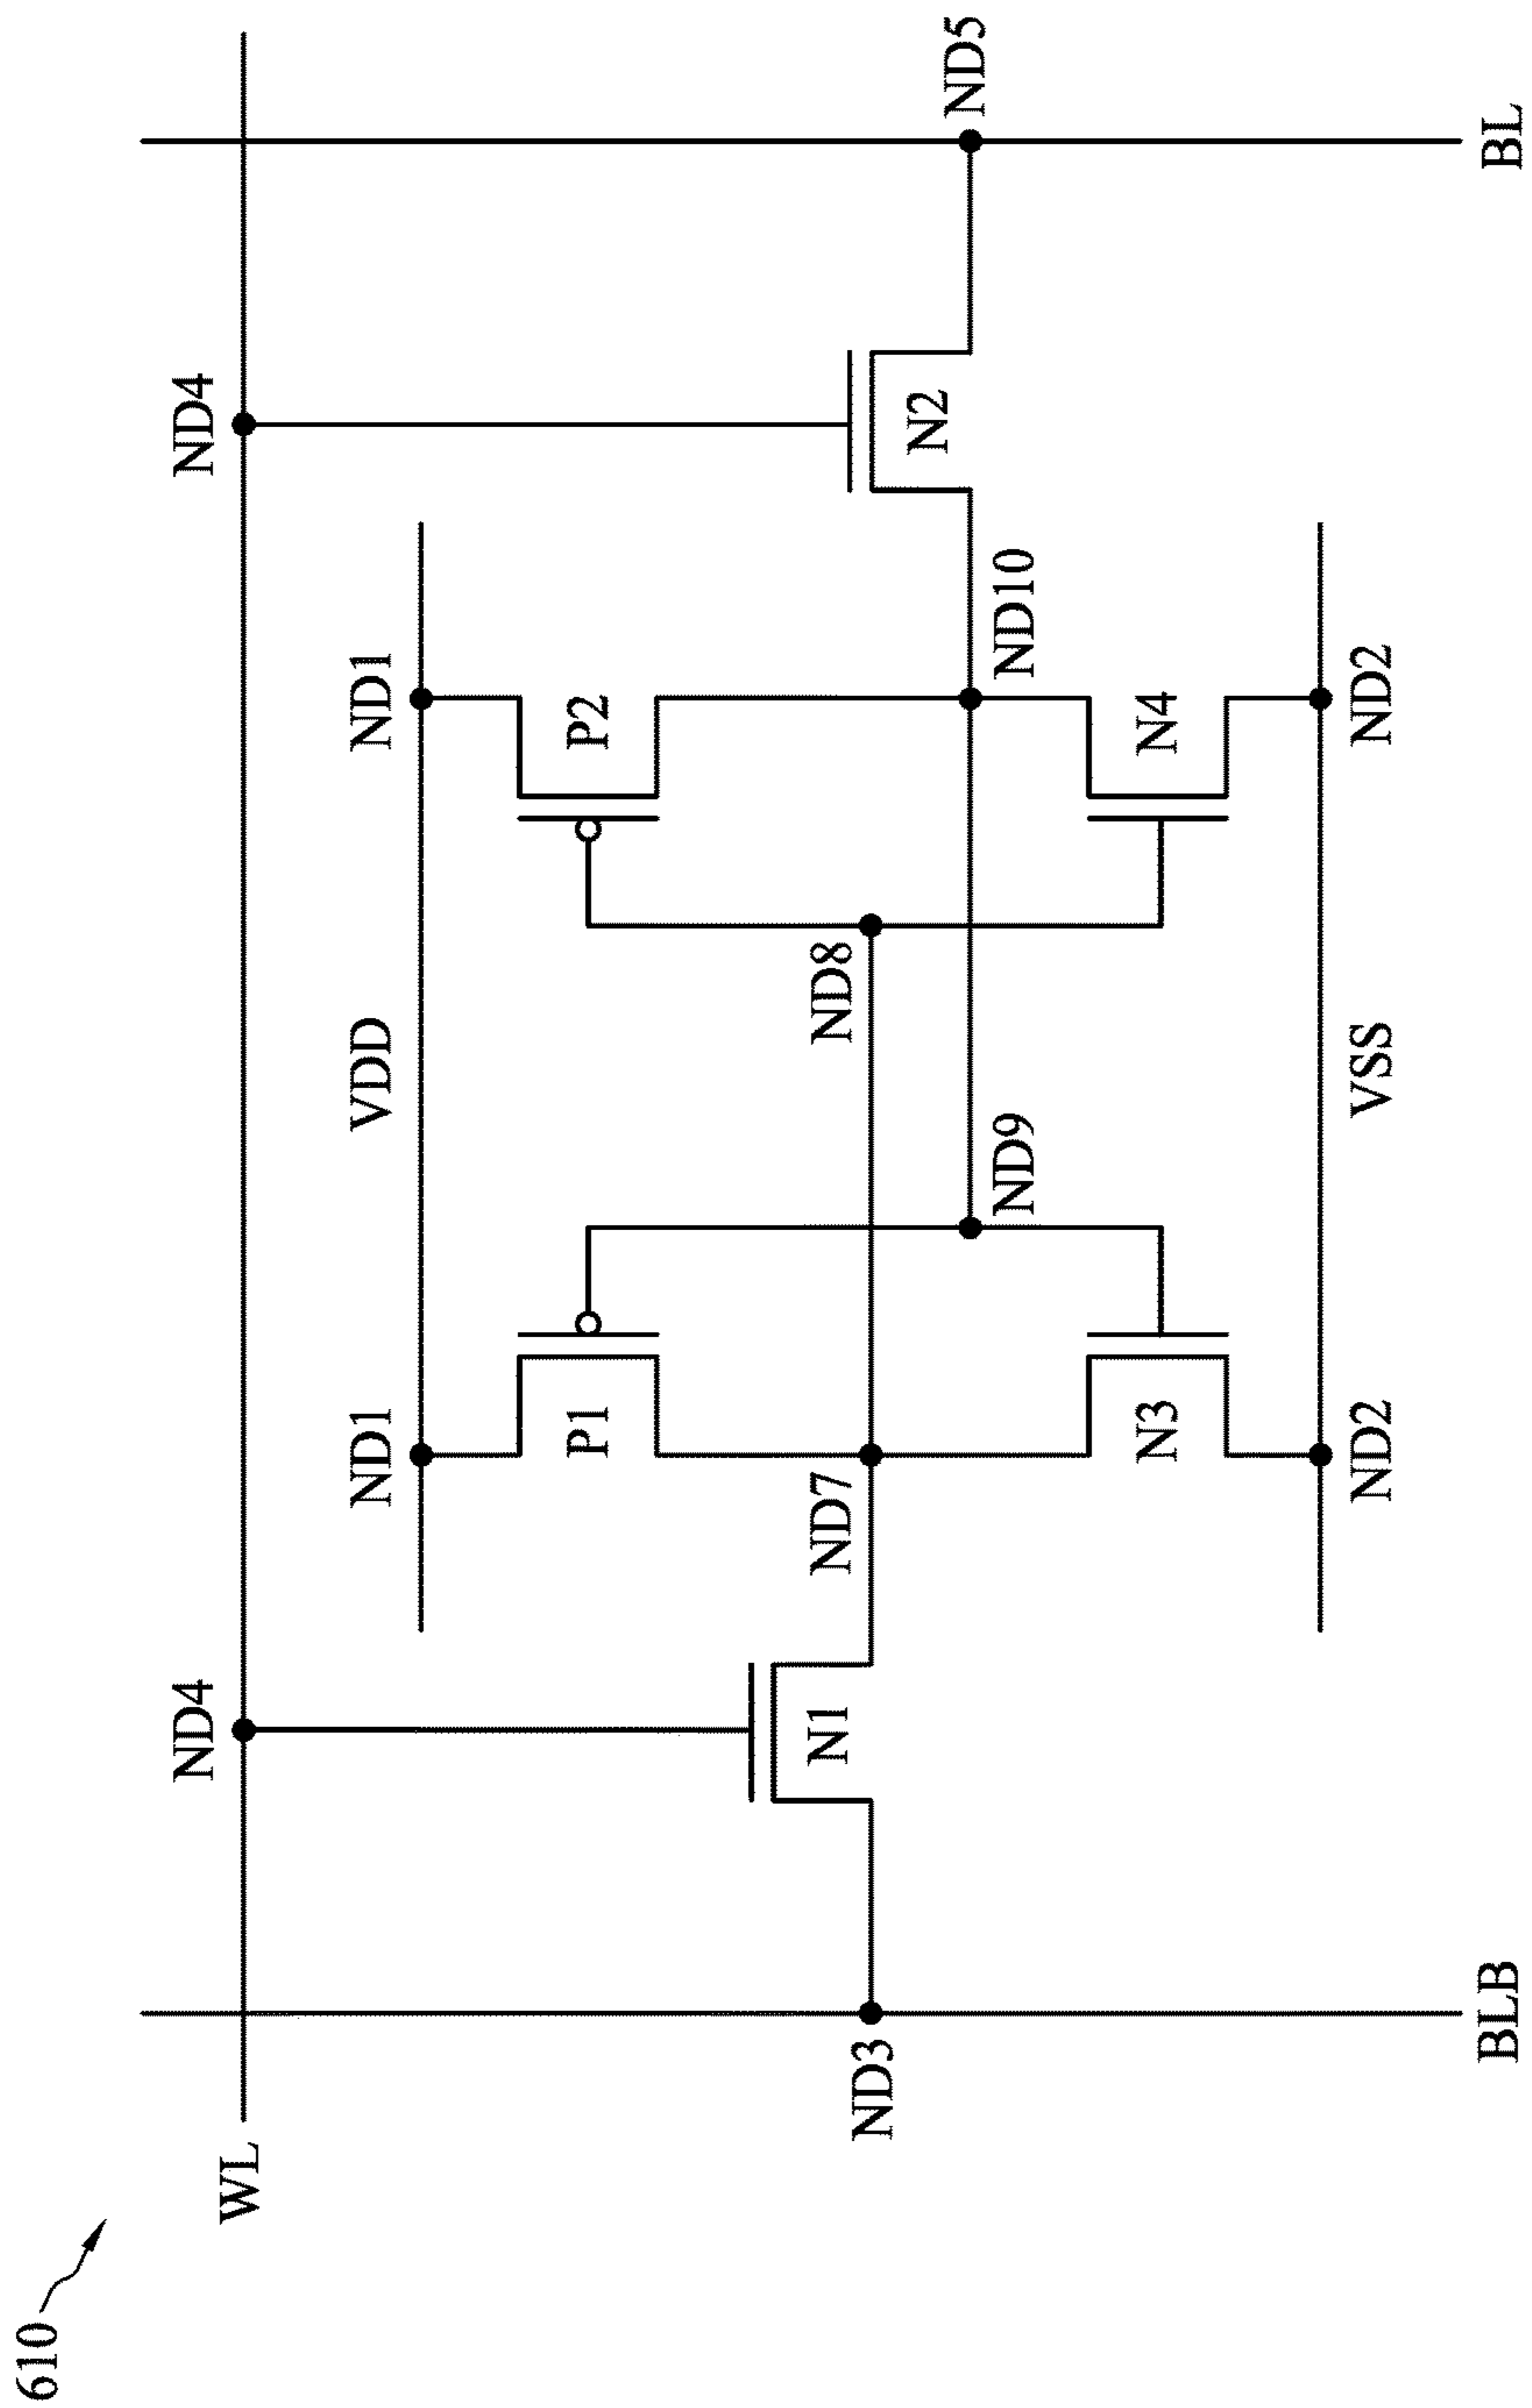 610
WL
ND4
ND4
VDD
ND1
ND1
P1
P2
N1
N2
ND7
ND8
ND3
ND5
ND9
ND10
N3
N4
ND2
ND2
VSS
BLB
BL